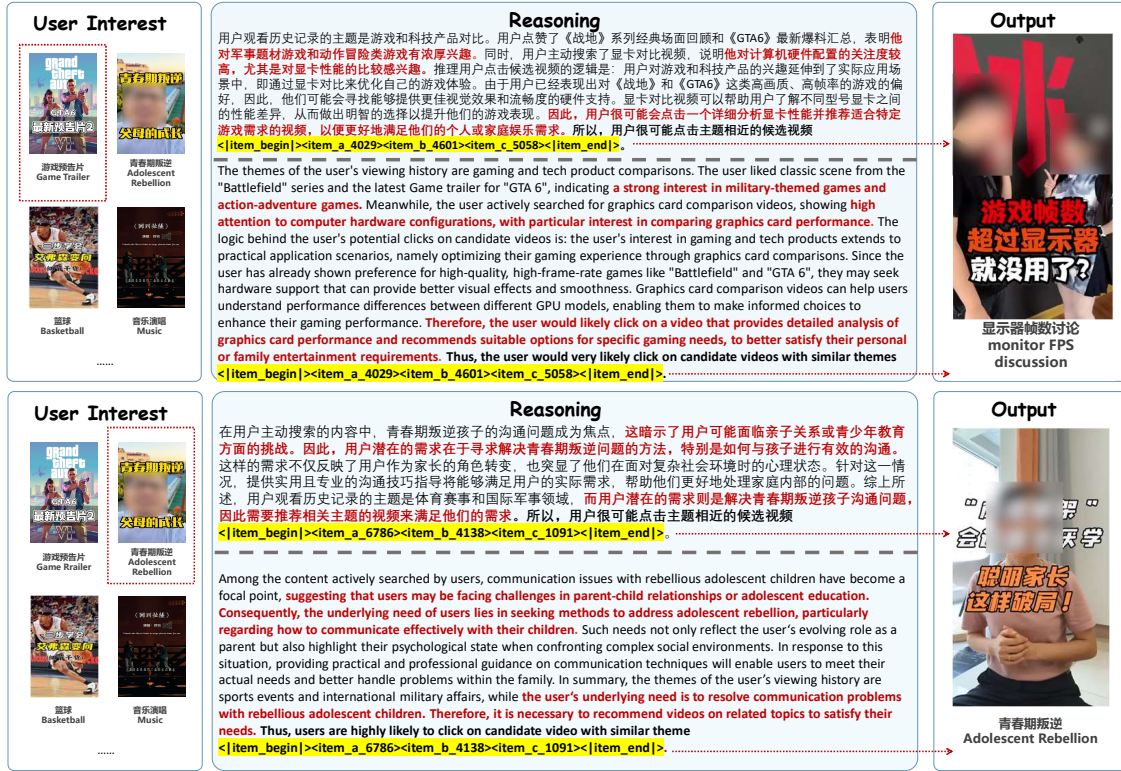 User Interest
grand
theft
auto
GTA6
最新预告片2
VI
游戏预告片
Game Trailer
青春期叛逆
父母的成长
青春期叛逆
Adolescent
Rebellion
一步学会
艾弗森变向
篮球
Basketball
音乐演唱
Music
......
Reasoning
用户观看历史记录的主题是游戏和科技产品对比。用户点赞了《战地》系列经典场面回顾和《GTA6》最新爆料汇总，表明他
对军事题材游戏和动作冒险类游戏有浓厚兴趣。同时，用户主动搜索了显卡对比视频，说明他对计算机硬件配置的关注度较
高，尤其是对显卡性能的比较感兴趣。推理用户点击候选视频的逻辑是：用户对游戏和科技产品的兴趣延伸到了实际应用场
景中，即通过显卡对比来优化自己的游戏体验。由于用户已经表现出对《战地》和《GTA6》这类高画质、高帧率的游戏的偏
好，因此，他们可能会寻找能够提供更佳视觉效果和流畅度的硬件支持。显卡对比视频可以帮助用户了解不同型号显卡之间
的性能差异，从而做出明智的选择以提升他们的游戏表现。因此，用户很可能会点击一个详细分析显卡性能并推荐适合特定
游戏需求的视频，以便更好地满足他们的个人或家庭娱乐需求。所以，用户很可能点击主题相近的候选视频
<|item_begin|><item_a_4029><item_b_4601><item_c_5058><|item_end|>。
The themes of the user's viewing history are gaming and tech product comparisons. The user liked classic scene from the
"Battlefield" series and the latest Game trailer for "GTA 6", indicating a strong interest in military-themed games and
action-adventure games. Meanwhile, the user actively searched for graphics card comparison videos, showing high
attention to computer hardware configurations, with particular interest in comparing graphics card performance. The
logic behind the user's potential clicks on candidate videos is: the user's interest in gaming and tech products extends to
practical application scenarios, namely optimizing their gaming experience through graphics card comparisons. Since the
user has already shown preference for high-quality, high-frame-rate games like "Battlefield" and "GTA 6", they may seek
hardware support that can provide better visual effects and smoothness. Graphics card comparison videos can help users
understand performance differences between different GPU models, enabling them to make informed choices to
enhance their gaming performance. Therefore, the user would likely click on a video that provides detailed analysis of
graphics card performance and recommends suitable options for specific gaming needs, to better satisfy their personal
or family entertainment requirements. Thus, the user would very likely click on candidate videos with similar themes
<|item_begin|><item_a_4029><item_b_4601><item_c_5058><|item_end|>.
Output
游戏帧数
超过显示器
就没用了?
显示器帧数讨论
monitor FPS
discussion
User Interest
grand
theft
auto
GTA6
最新预告片2
VI
游戏预告片
Game Rrailer
青春期叛逆
父母的成长
青春期叛逆
Adolescent
Rebellion
一步学会
艾弗森变向
篮球
Basketball
音乐演唱
Music
......
Reasoning
在用户主动搜索的内容中，青春期叛逆孩子的沟通问题成为焦点，这暗示了用户可能面临亲子关系或青少年教育
方面的挑战。因此，用户潜在的需求在于寻求解决青春期叛逆问题的方法，特别是如何与孩子进行有效的沟通。
这样的需求不仅反映了用户作为家长的角色转变，也突显了他们在面对复杂社会环境时的心理状态。针对这一情
况，提供实用且专业的沟通技巧指导将能够满足用户的实际需求，帮助他们更好地处理家庭内部的问题。综上所
述，用户观看历史记录的主题是体育赛事和国际军事领域，而用户潜在的需求则是解决青春期叛逆孩子沟通问题，
因此需要推荐相关主题的视频来满足他们的需求。所以，用户很可能点击主题相近的候选视频
<|item_begin|><item_a_6786><item_b_4138><item_c_1091><|item_end|>。
Among the content actively searched by users, communication issues with rebellious adolescent children have become a
focal point, suggesting that users may be facing challenges in parent-child relationships or adolescent education.
Consequently, the underlying need of users lies in seeking methods to address adolescent rebellion, particularly
regarding how to communicate effectively with their children. Such needs not only reflect the user's evolving role as a
parent but also highlight their psychological state when confronting complex social environments. In response to this
situation, providing practical and professional guidance on communication techniques will enable users to meet their
actual needs and better handle problems within the family. In summary, the themes of the user's viewing history are
sports events and international military affairs, while the user's underlying need is to resolve communication problems
with rebellious adolescent children. Therefore, it is necessary to recommend videos on related topics to satisfy their
needs. Thus, users are highly likely to click on candidate video with similar theme
<|item_begin|><item_a_6786><item_b_4138><item_c_1091><|item_end|>.
Output
聪明家长
这样破局！
青春期叛逆
Adolescent Rebellion